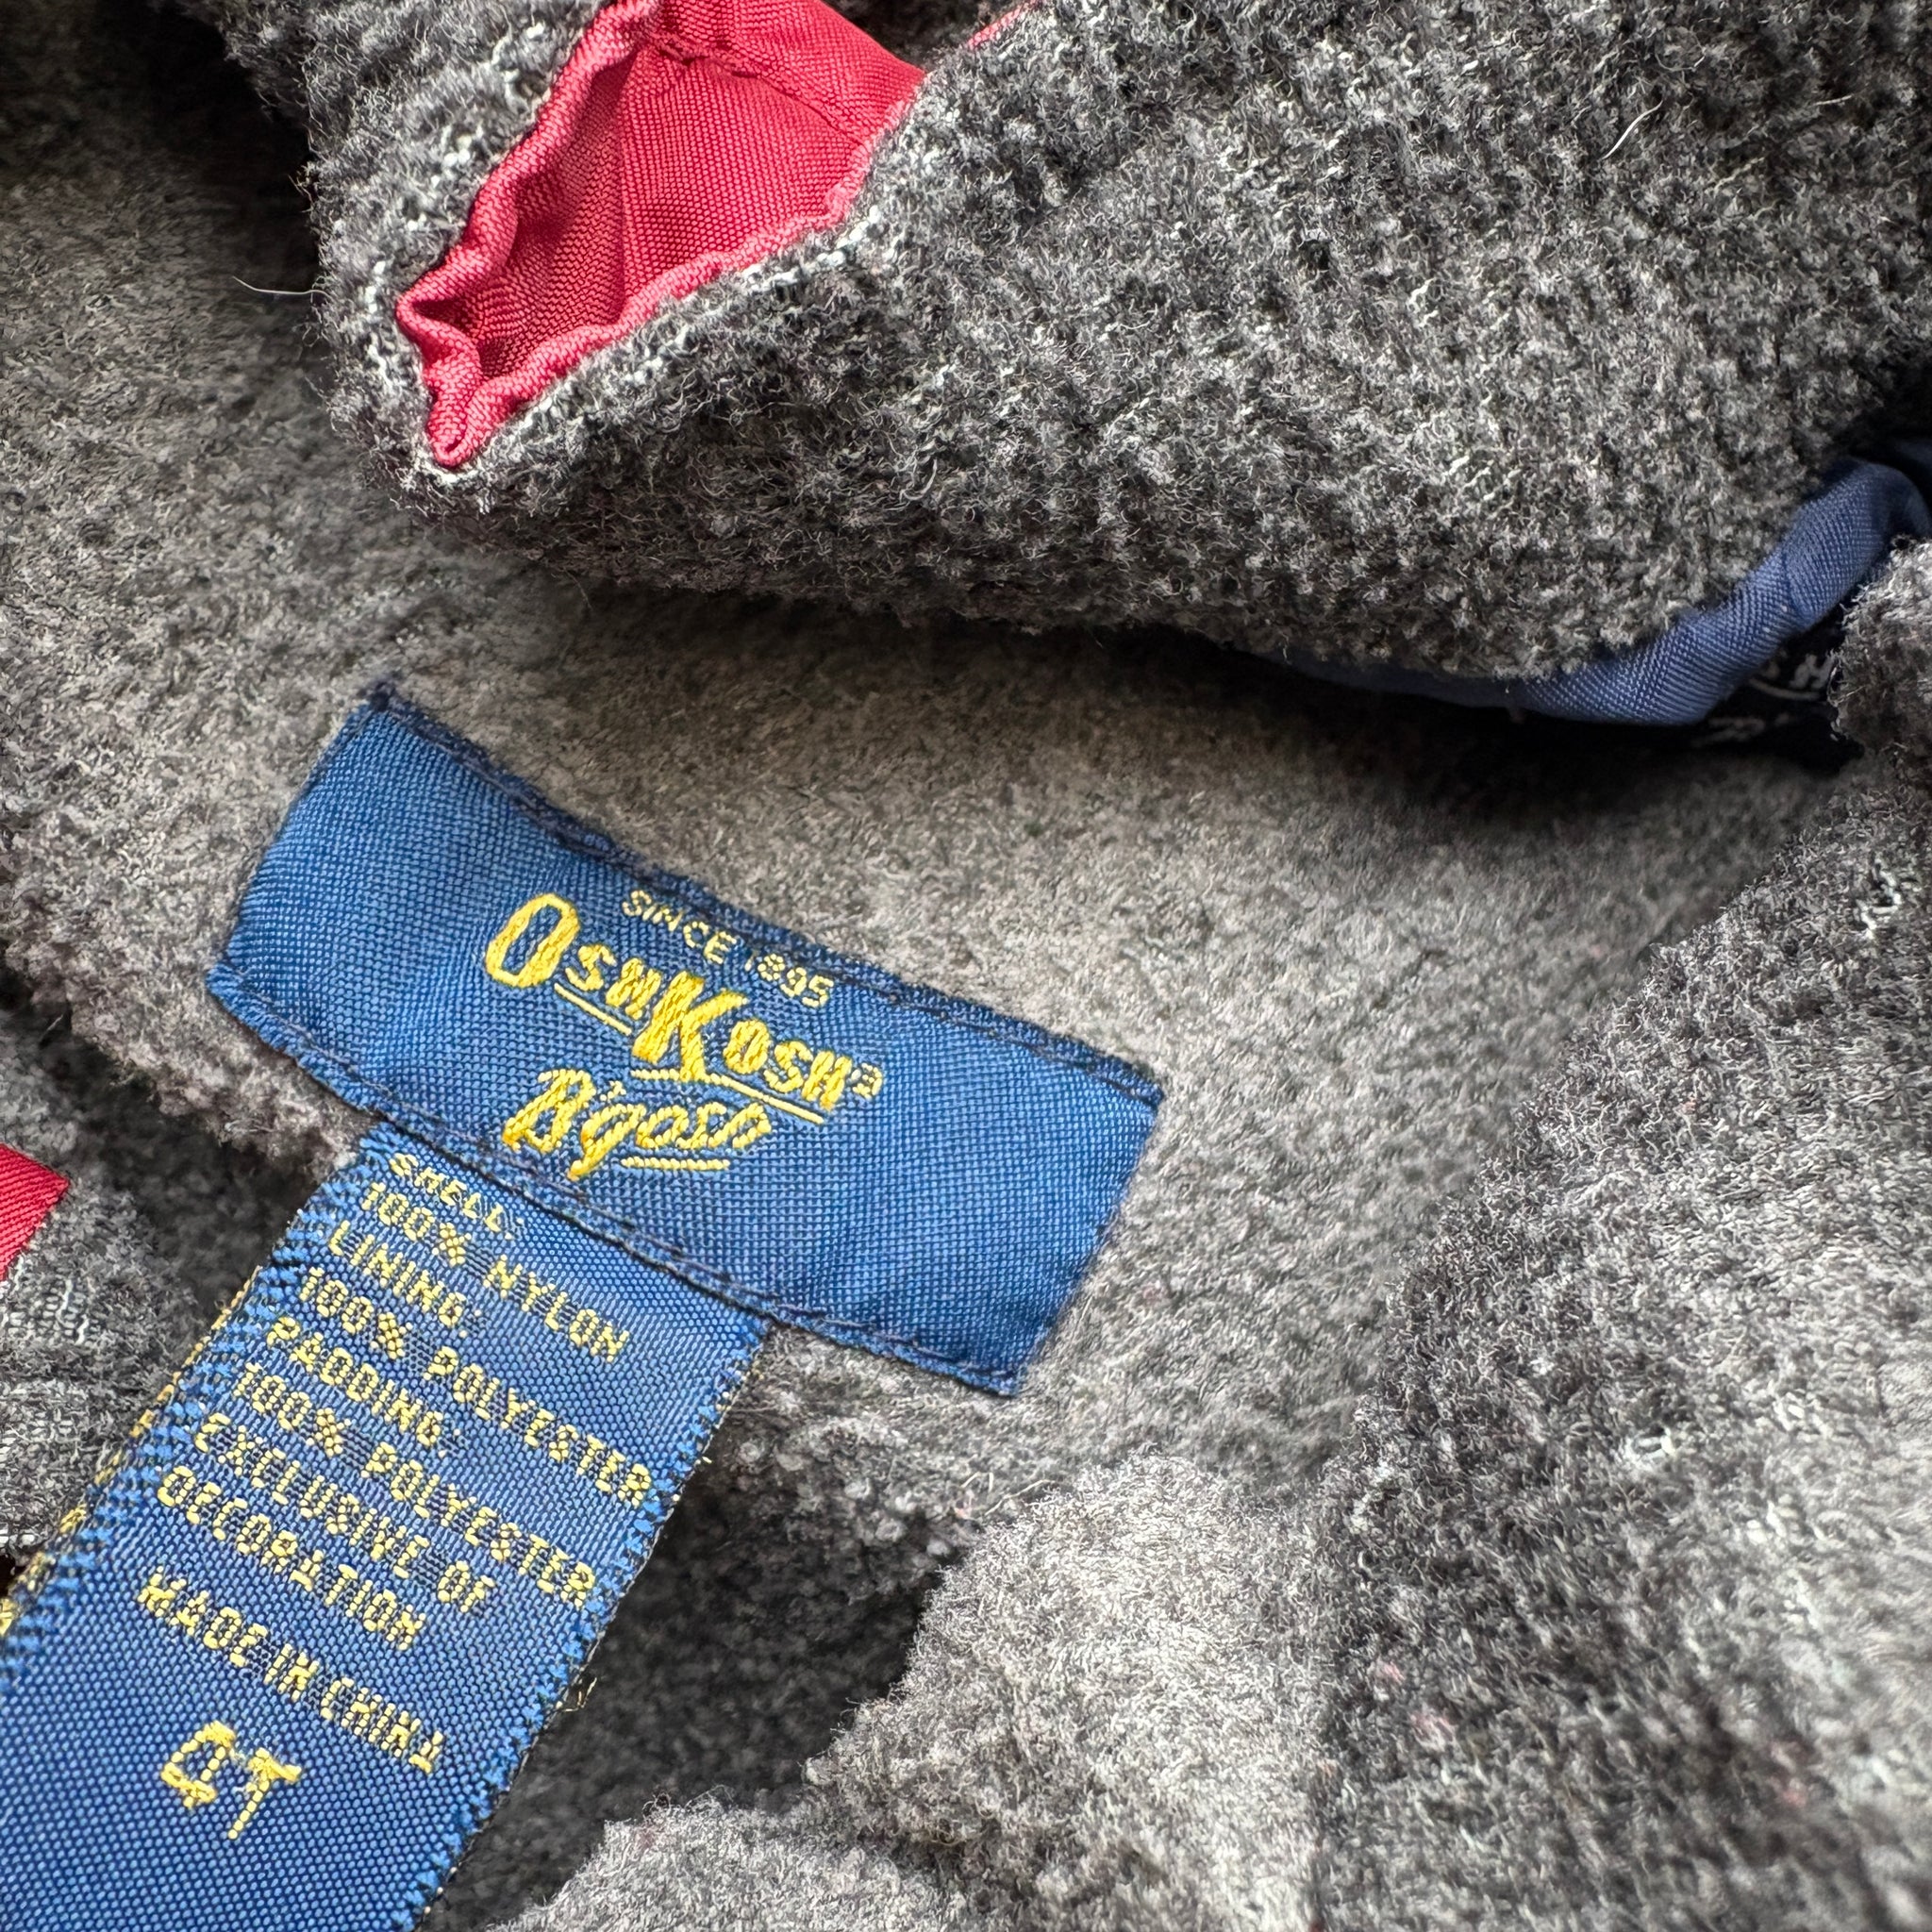 SINCE 1895
OSHKOSH®
B'gosh
SHELL:
100% NYLON
LINING:
100% POLYESTER
PADDING:
100% POLYESTER
EXCLUSIVE OF
DECORATION
MADE IN CHINA